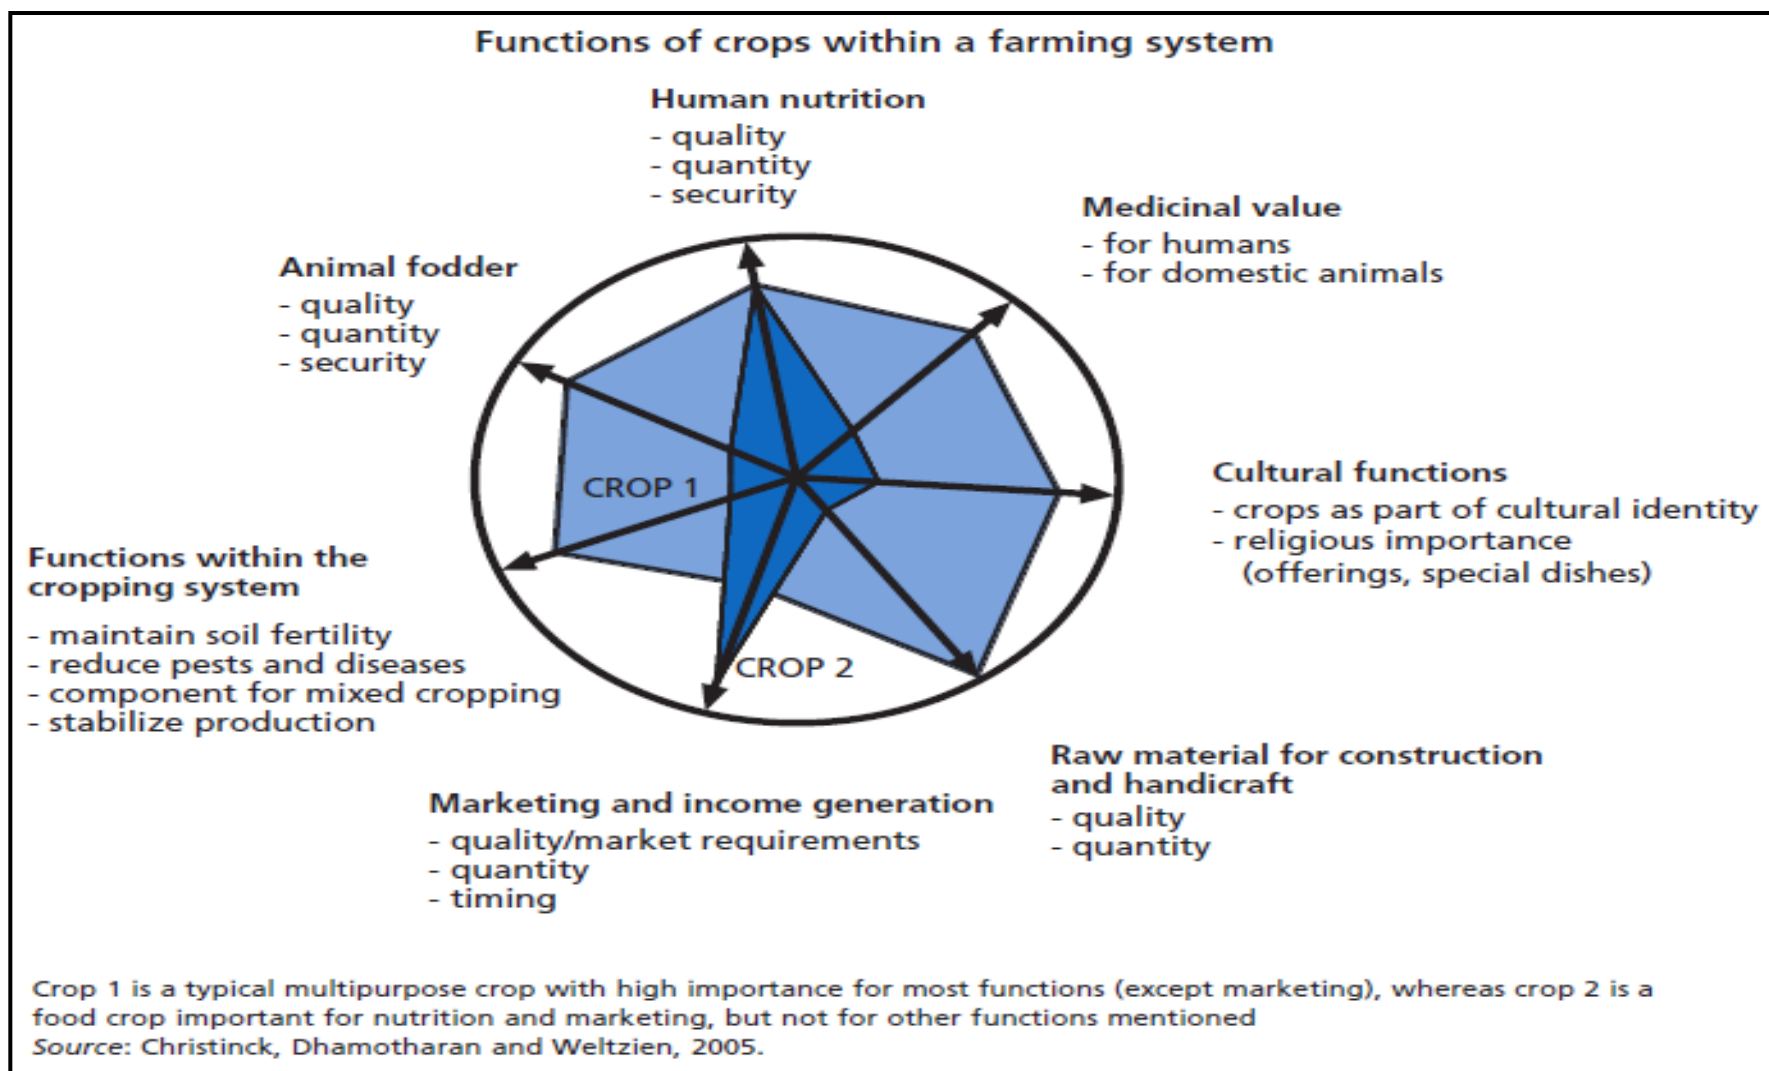 Functions of crops within a farming system
Human nutrition
- quality
- quantity
- security
Medicinal value
- for humans
- for domestic animals
Animal fodder
- quality
- quantity
- security
CROP 1
Cultural functions
- crops as part of cultural identity
- religious importance
(offerings, special dishes)
Functions within the
cropping system
- maintain soil fertility
- reduce pests and diseases
- component for mixed cropping
- stabilize production
CROP 2
Raw material for construction
and handicraft
- quality
- quantity
Marketing and income generation
- quality/market requirements
- quantity
- timing
Crop 1 is a typical multipurpose crop with high importance for most functions (except marketing), whereas crop 2 is a
food crop important for nutrition and marketing, but not for other functions mentioned
Source: Christinck, Dhamotharan and Weltzien, 2005.